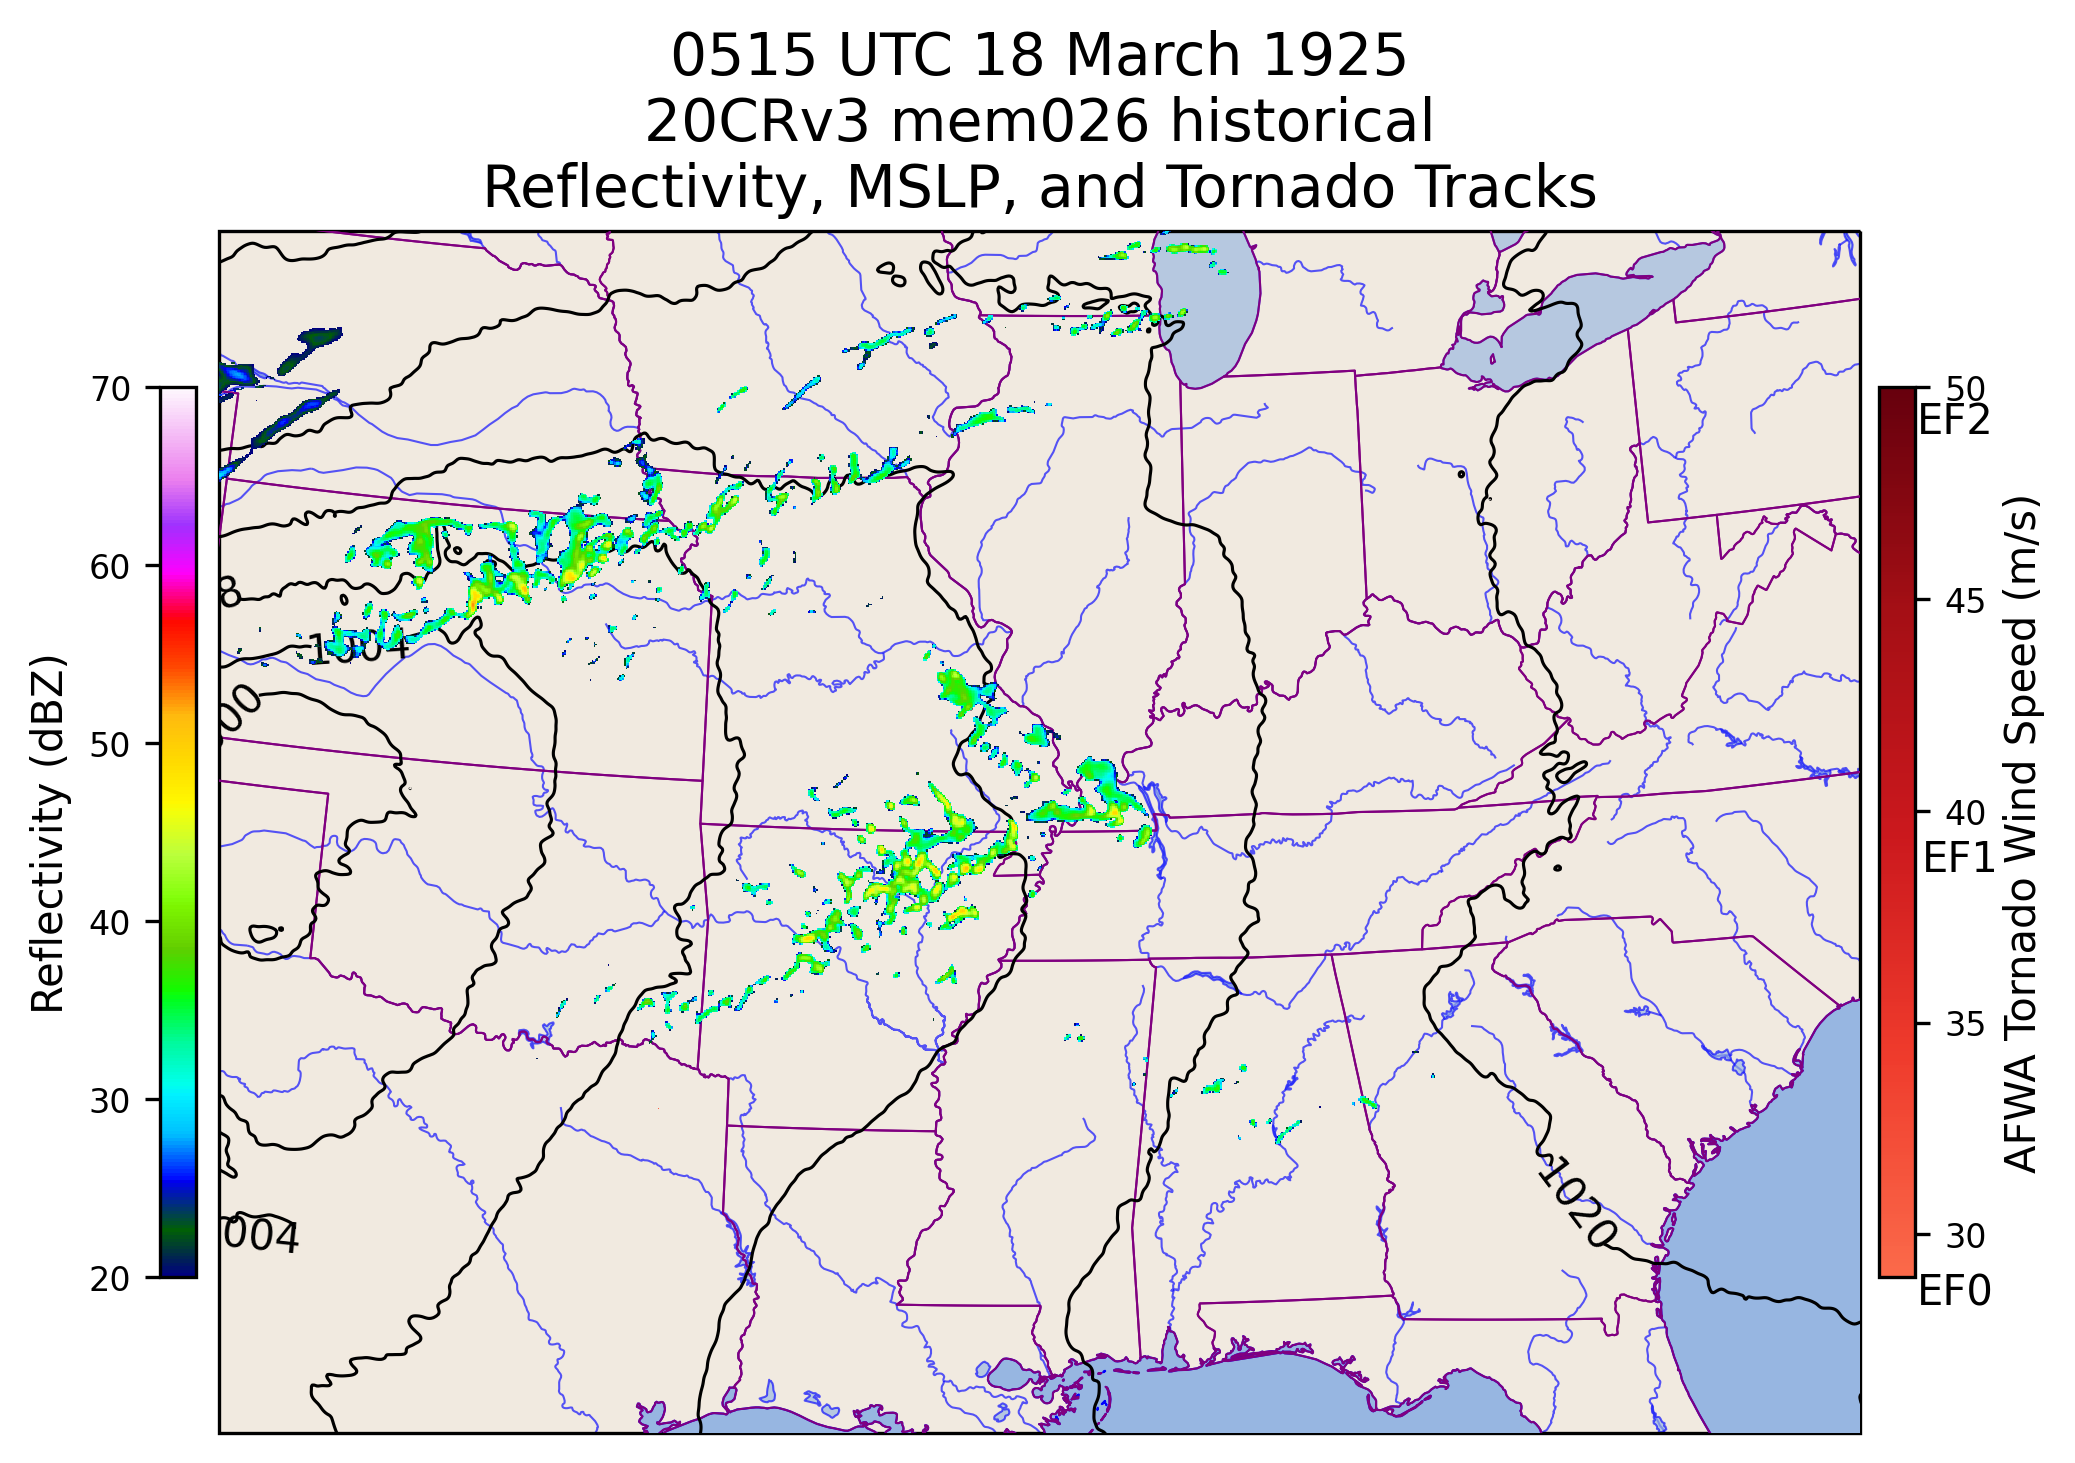 0515 UTC 18 March 1925
20CRv3 mem026 historical
Reflectivity, MSLP, and Tornado Tracks
70
60
50
40
30
20
Reflectivity (dBZ)
8
1004
00
004
1020
50
EF2
45
40
EF1
35
30
EF0
AFWA Tornado Wind Speed (m/s)